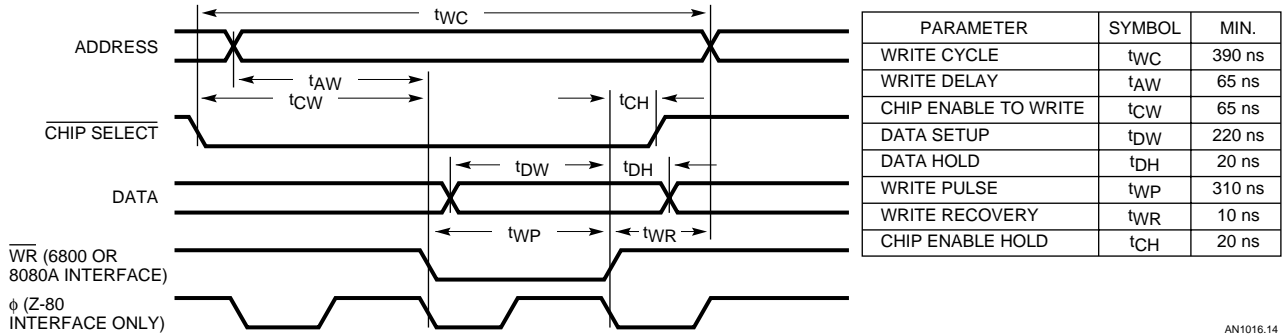 tWC
ADDRESS
tAW
tCW
tCH
CHIP SELECT
tDW
tDH
DATA
tWP
tWR
WR (6800 OR
8080A INTERFACE)
ϕ (Z-80
INTERFACE ONLY)
PARAMETER SYMBOL MIN.
WRITE CYCLE tWC 390 ns
WRITE DELAY tAW 65 ns
CHIP ENABLE TO WRITE tCW 65 ns
DATA SETUP tDW 220 ns
DATA HOLD tDH 20 ns
WRITE PULSE tWP 310 ns
WRITE RECOVERY tWR 10 ns
CHIP ENABLE HOLD tCH 20 ns
AN1016.14